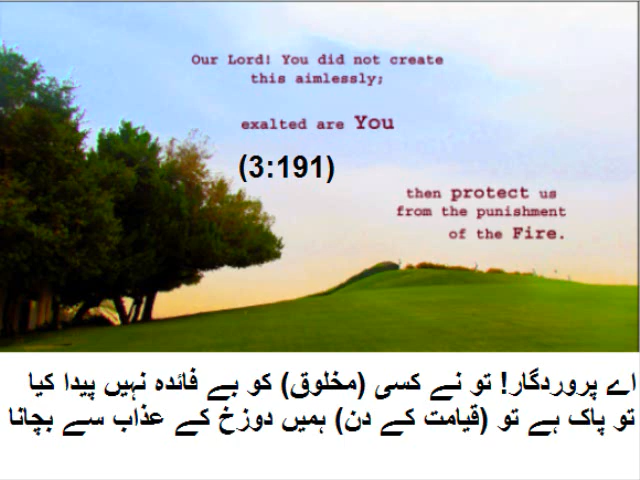 Our Lord! You did not create
this aimlessly;
exalted are You
(3:191)
then protect us
from the punishment
of the Fire.
اے پروردگار! تو نے کسی (مخلوق) کو بے فائدہ نہیں پیدا کیا
تو پاک ہے تو (قیامت کے دن) ہمیں دوزخ کے عذاب سے بچانا